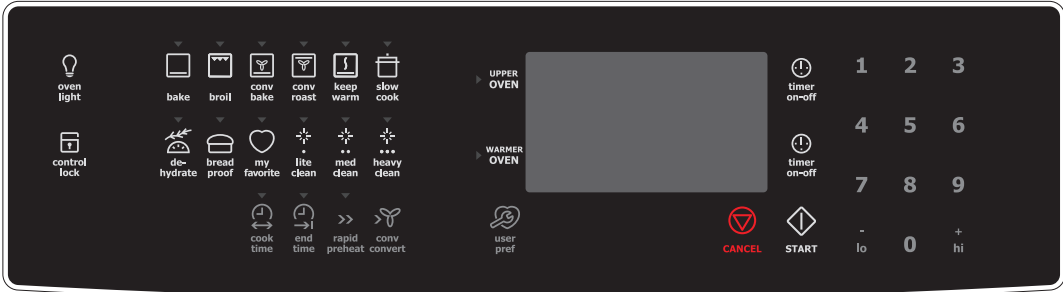 oven
light
bake
broil
conv
bake
conv
roast
keep
warm
slow
cook
UPPER
OVEN
timer
on-off
1 2 3
control
lock
de-
hydrate
bread
proof
my
favorite
lite
clean
med
clean
heavy
clean
WARMER
OVEN
timer
on-off
4 5 6
7 8 9
cook
time
end
time
rapid
preheat
conv
convert
user
pref
CANCEL
START
-
lo
0
+
hi